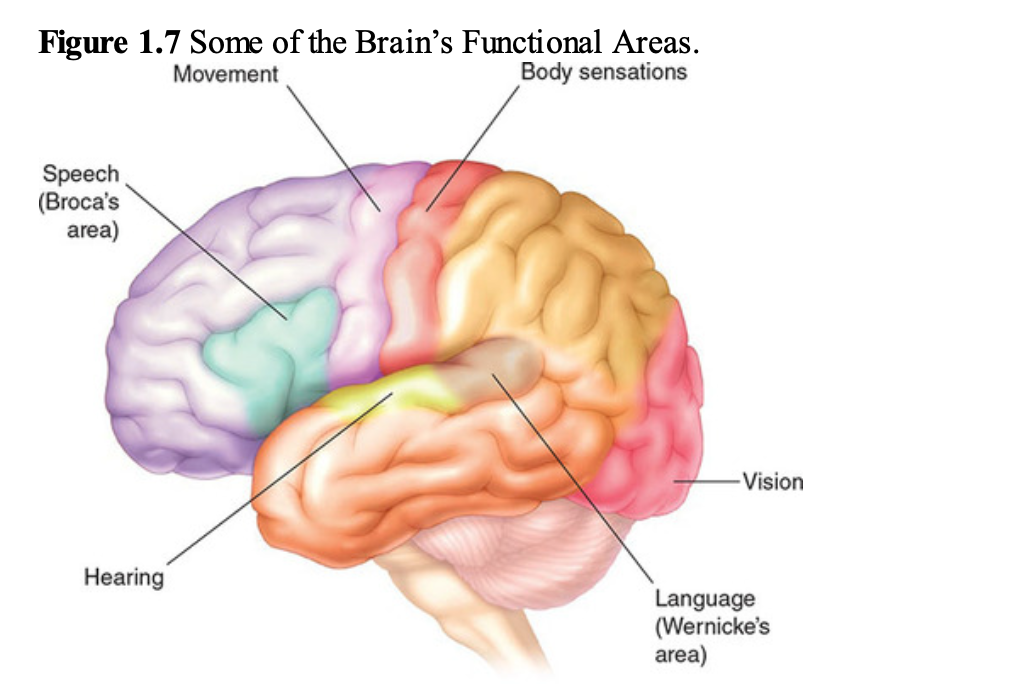 Figure 1.7 Some of the Brain’s Functional Areas.
Movement
Body sensations
Speech
(Broca's
area)
Vision
Hearing
Language
(Wernicke's
area)